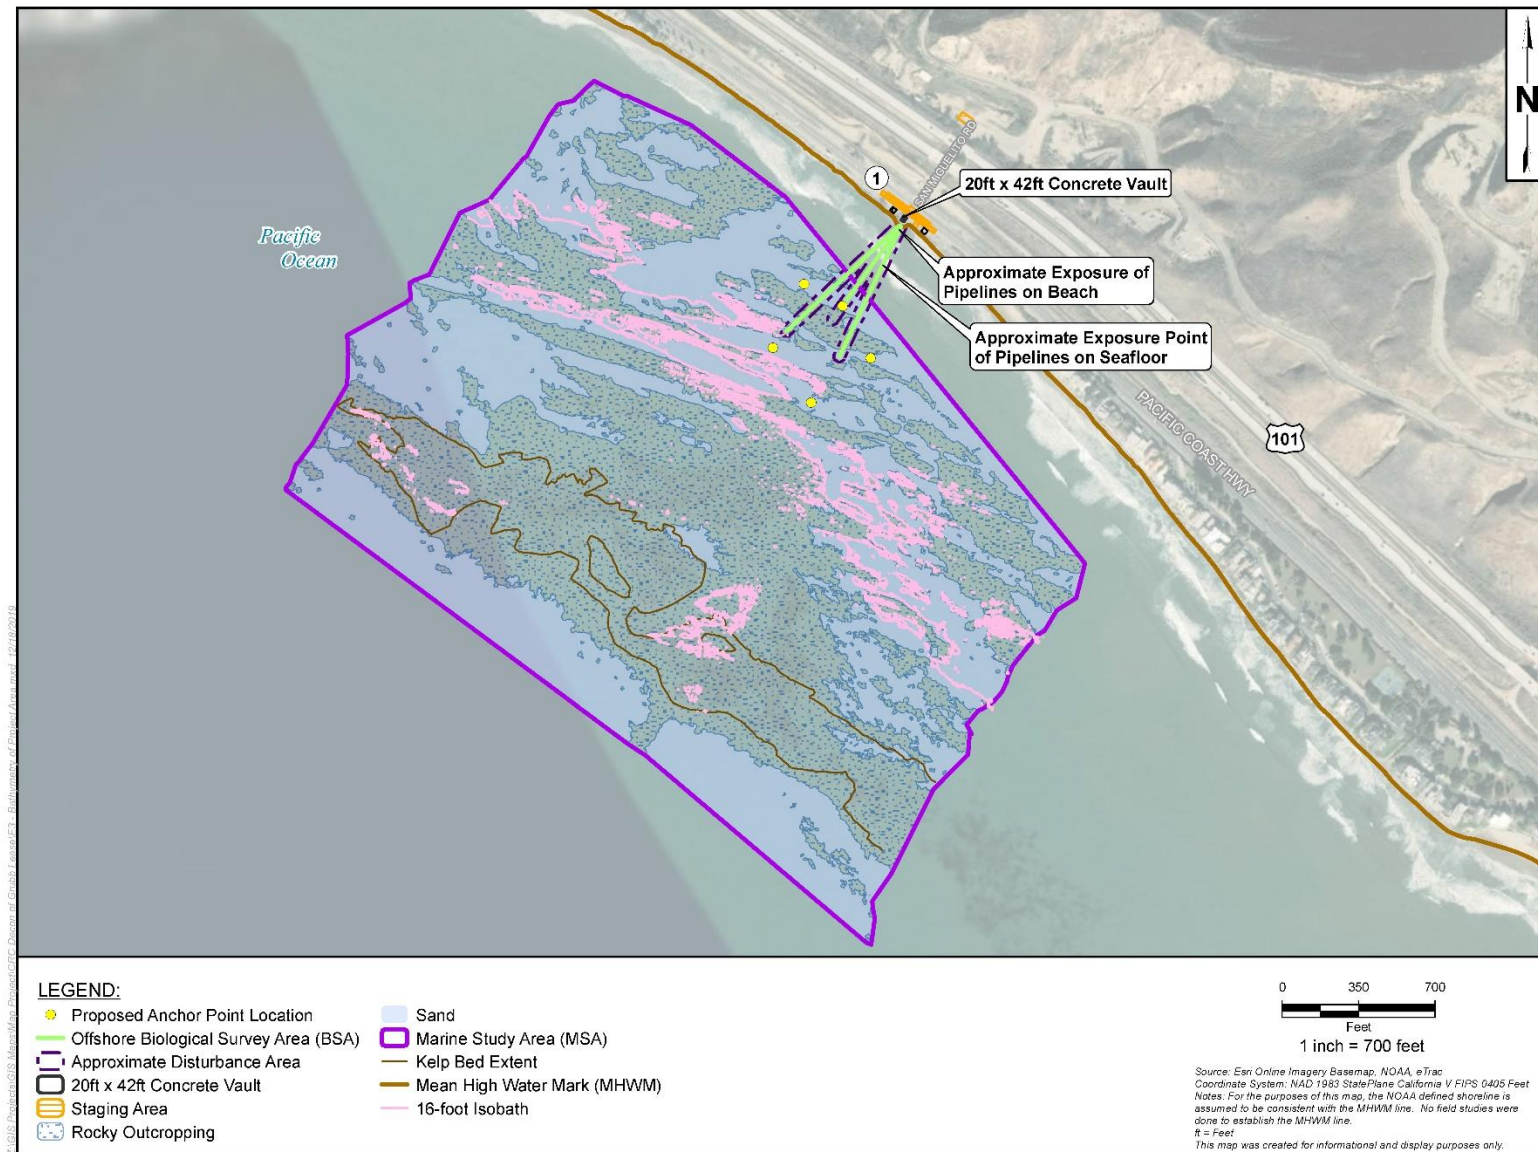 N
SAN MIGUELITO RD
1
20ft x 42ft Concrete Vault
Pacific
Ocean
Approximate Exposure of
Pipelines on Beach
Approximate Exposure Point
of Pipelines on Seafloor
PACIFIC COAST HWY
101
LEGEND:
Proposed Anchor Point Location
Offshore Biological Survey Area (BSA)
Approximate Disturbance Area
20ft x 42ft Concrete Vault
Staging Area
Rocky Outcropping
Sand
Marine Study Area (MSA)
Kelp Bed Extent
Mean High Water Mark (MHWM)
16-foot Isobath
0 350 700
Feet
1 inch = 700 feet
Source: Esri Online Imagery Basemap, NOAA, eTrac
Coordinate System: NAD 1983 StatePlane California V FIPS 0405 Feet
Notes: For the purposes of this map, the NOAA defined shoreline is
assumed to be consistent with the MHWM line. No field studies were
done to establish the MHWM line.
ft = Feet
This map was created for informational and display purposes only.